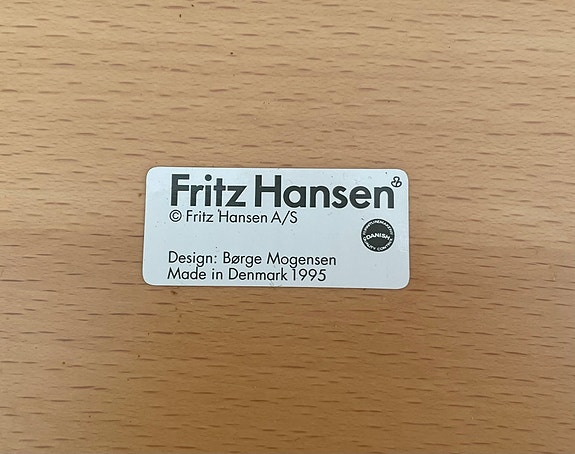 Fritz Hansen
© Fritz Hansen A/S
DANISH
Design: Børge Mogensen
Made in Denmark 1995